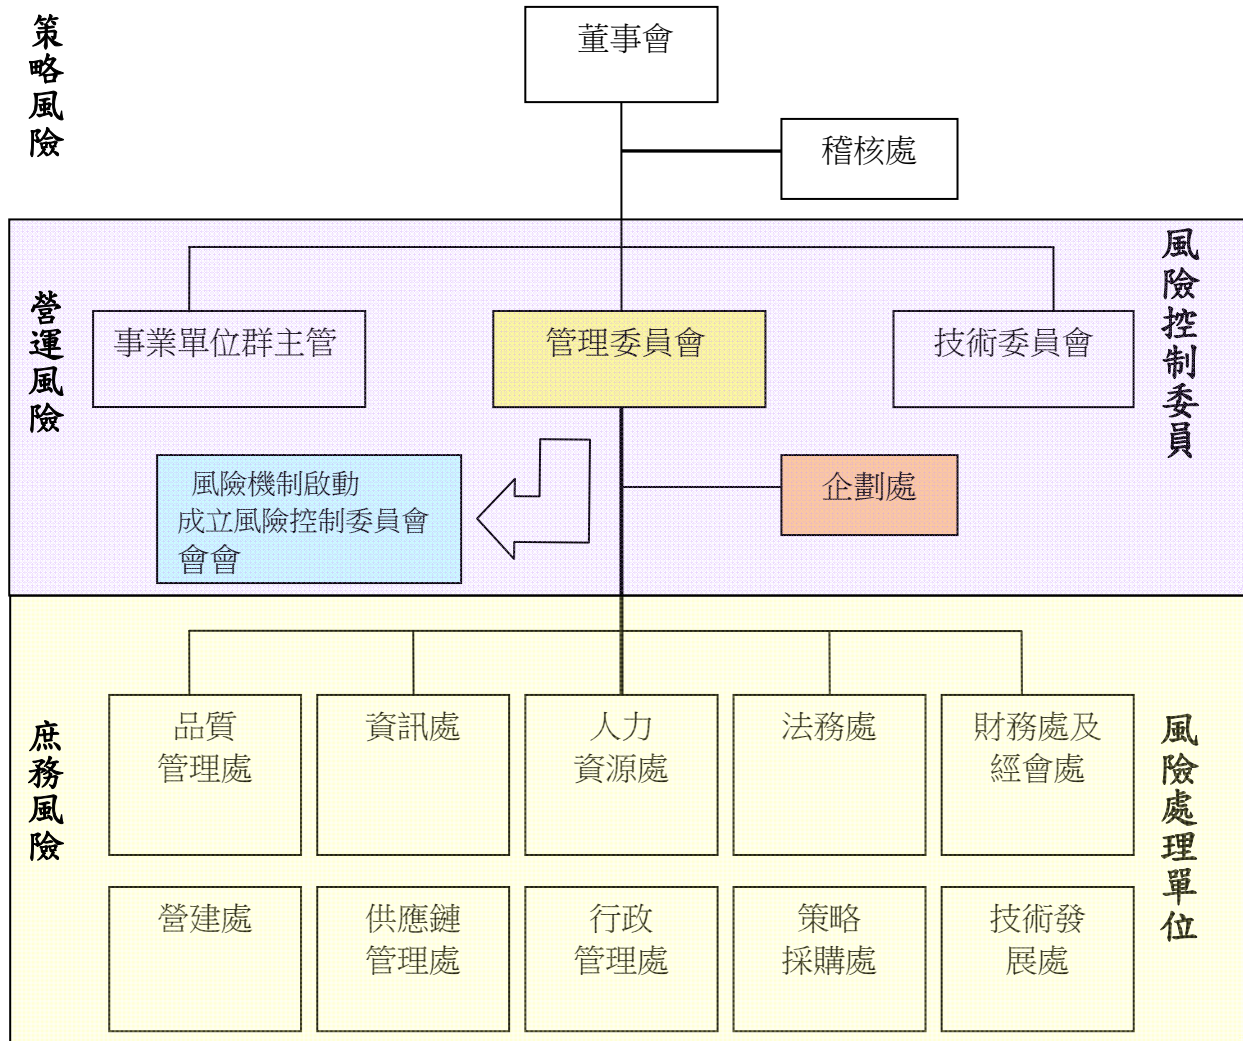 策略風險
董事會
稽核處
營運風險
風險控制委員
事業單位群主管
管理委員會
技術委員會
風險機制啟動
成立風險控制委員會
會會
企劃處
庶務風險
風險處理單位
品質
管理處
資訊處
人力
資源處
法務處
財務處及
經會處
營建處
供應鏈
管理處
行政
管理處
策略
採購處
技術發
展處